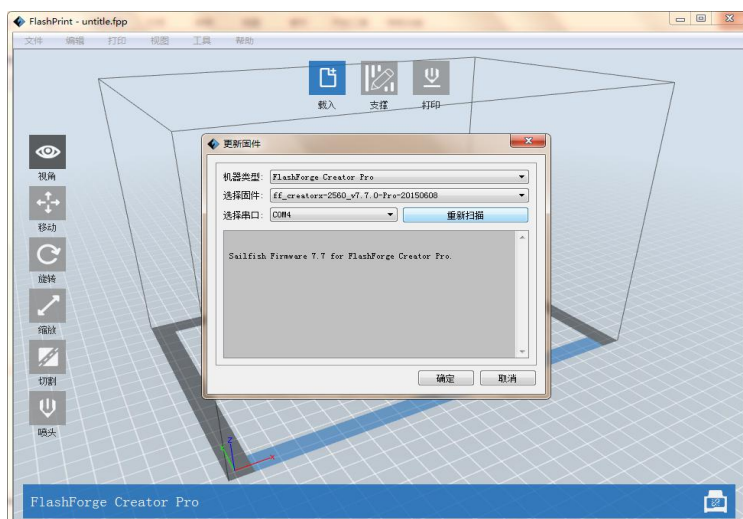 FlashPrint - untitle.fpp
文件 编辑 打印 视图 工具 帮助
载入 支撑 打印
视角
移动
旋转
缩放
切割
喷头
更新固件
机器类型: FlashForge Creator Pro
选择固件: ff_creatorx-2560_v7.7.0-Pro-20150608
选择串口: COM4 重新扫描
Sailfish Firmware 7.7 for FlashForge Creator Pro.
确定 取消
Z
X
FlashForge Creator Pro